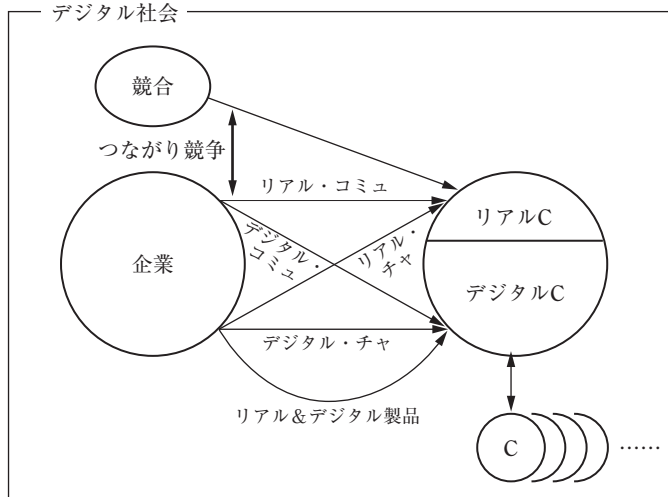 デジタル社会
競合
つながり競争
リアル・コミュ
企業
デジタル・
コミュ
リアル・
チャ
リアルC
デジタルC
デジタル・チャ
リアル＆デジタル製品
C ……